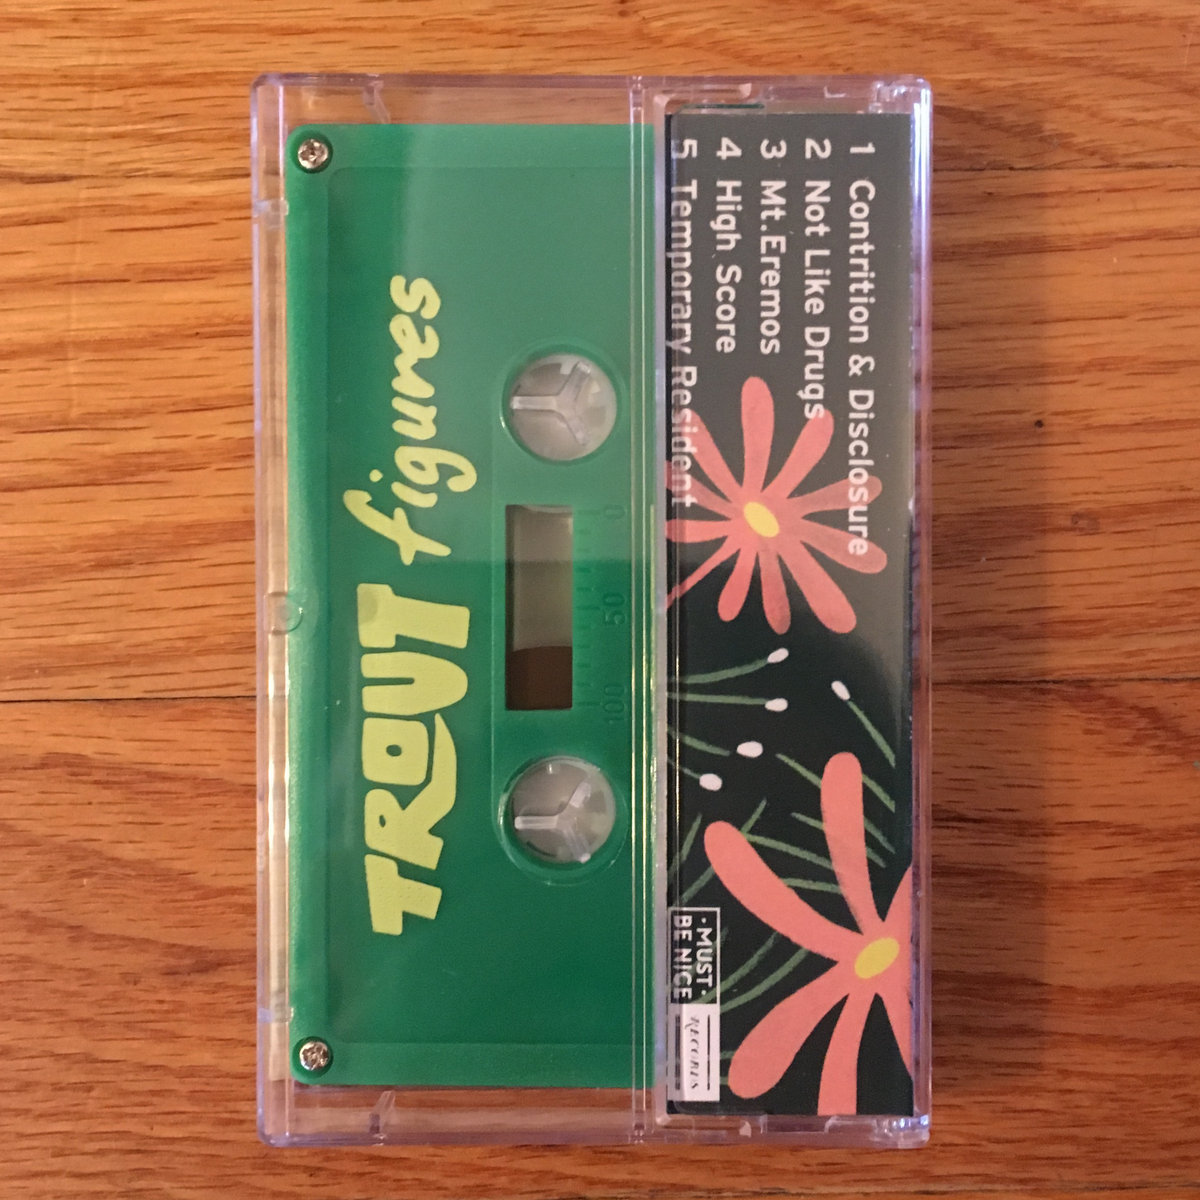 TROUT figures
0
50
100
1 Contrition & Disclosure
2 Not Like Drugs
3 Mt.Eremos
4 High Score
5 Temporary Resident
·MUST·
BE NICE
RECORDS